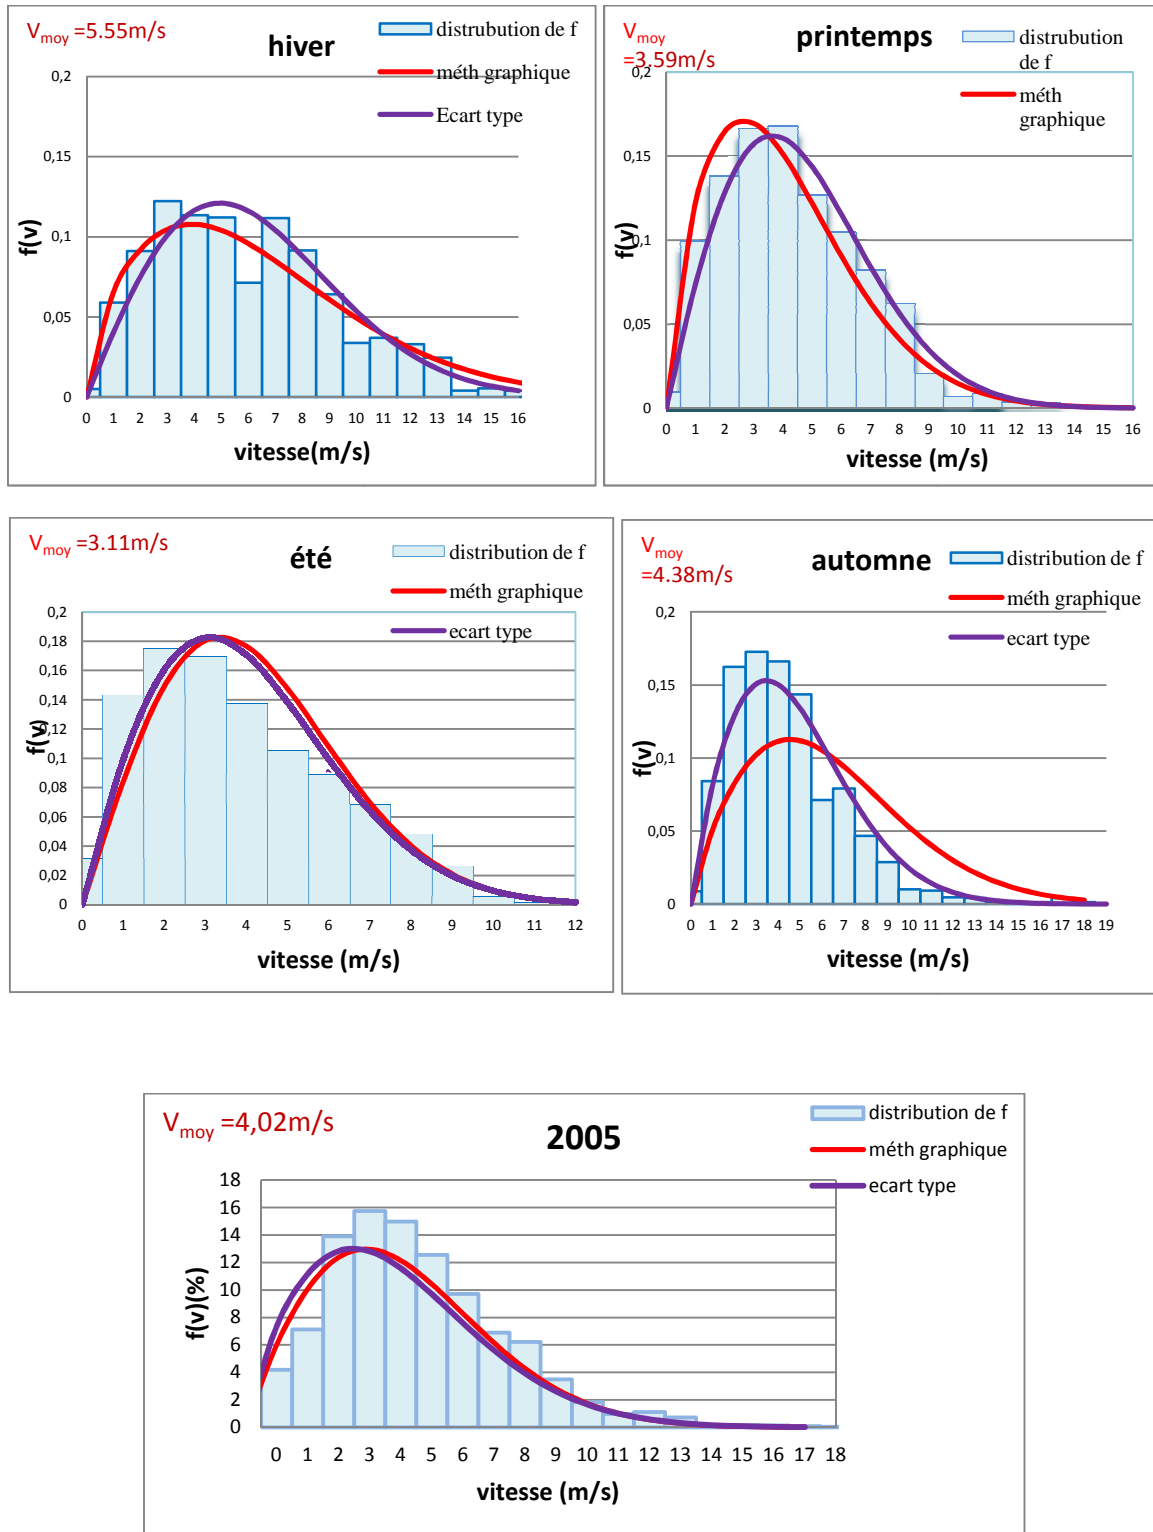 V_moy =5.55m/s
hiver
distrubution de f
méth graphique
Ecart type
0,2
0,15
0,1
0,05
0
f(v)
0 1 2 3 4 5 6 7 8 9 10 11 12 13 14 15 16
vitesse(m/s)
V_moy
=3.59m/s
printemps
distrubution
de f
méth
graphique
0,2
0,15
0,1
0,05
0
f(v)
0 1 2 3 4 5 6 7 8 9 10 11 12 13 14 15 16
vitesse (m/s)
V_moy =3.11m/s
été
distribution de f
méth graphique
ecart type
0,2
0,18
0,16
0,14
0,12
0,1
0,08
0,06
0,04
0,02
0
f(v)
0 1 2 3 4 5 6 7 8 9 10 11 12
vitesse (m/s)
V_moy
=4.38m/s
automne
distribution de f
méth graphique
ecart type
0,2
0,15
0,1
0,05
0
f(v)
0 1 2 3 4 5 6 7 8 9 10 11 12 13 14 15 16 17 18 19
vitesse (m/s)
V_moy =4,02m/s
2005
distribution de f
méth graphique
ecart type
18
16
14
12
10
8
6
4
2
0
f(v)(%)
0 1 2 3 4 5 6 7 8 9 10 11 12 13 14 15 16 17 18
vitesse (m/s)